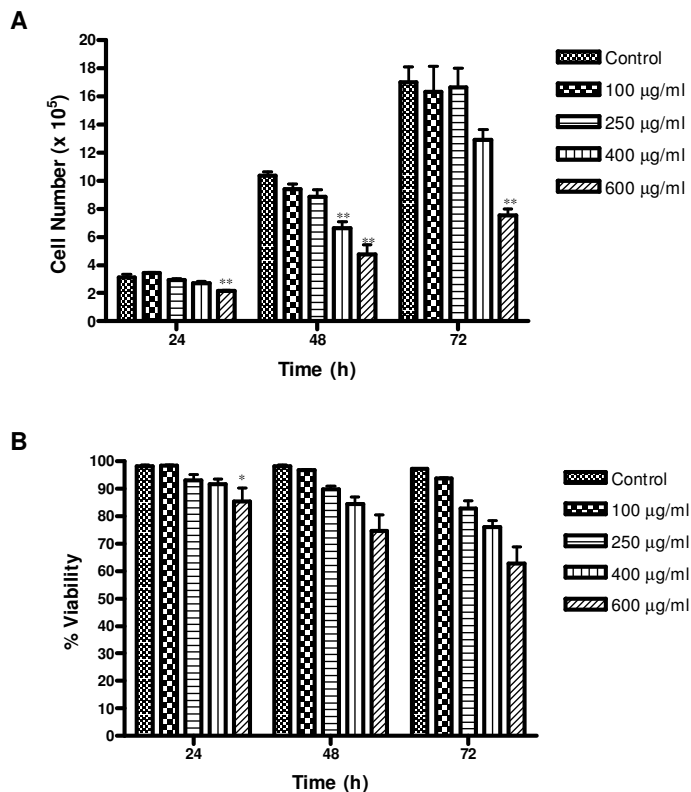 A
Cell Number (x 10⁵)
20
18
16
14
12
10
8
6
4
2
0
**
**
**
**
24
48
72
Time (h)
Control
100 µg/ml
250 µg/ml
400 µg/ml
600 µg/ml
B
% Viability
100
90
80
70
60
50
40
30
20
10
0
*
24
48
72
Time (h)
Control
100 µg/ml
250 µg/ml
400 µg/ml
600 µg/ml